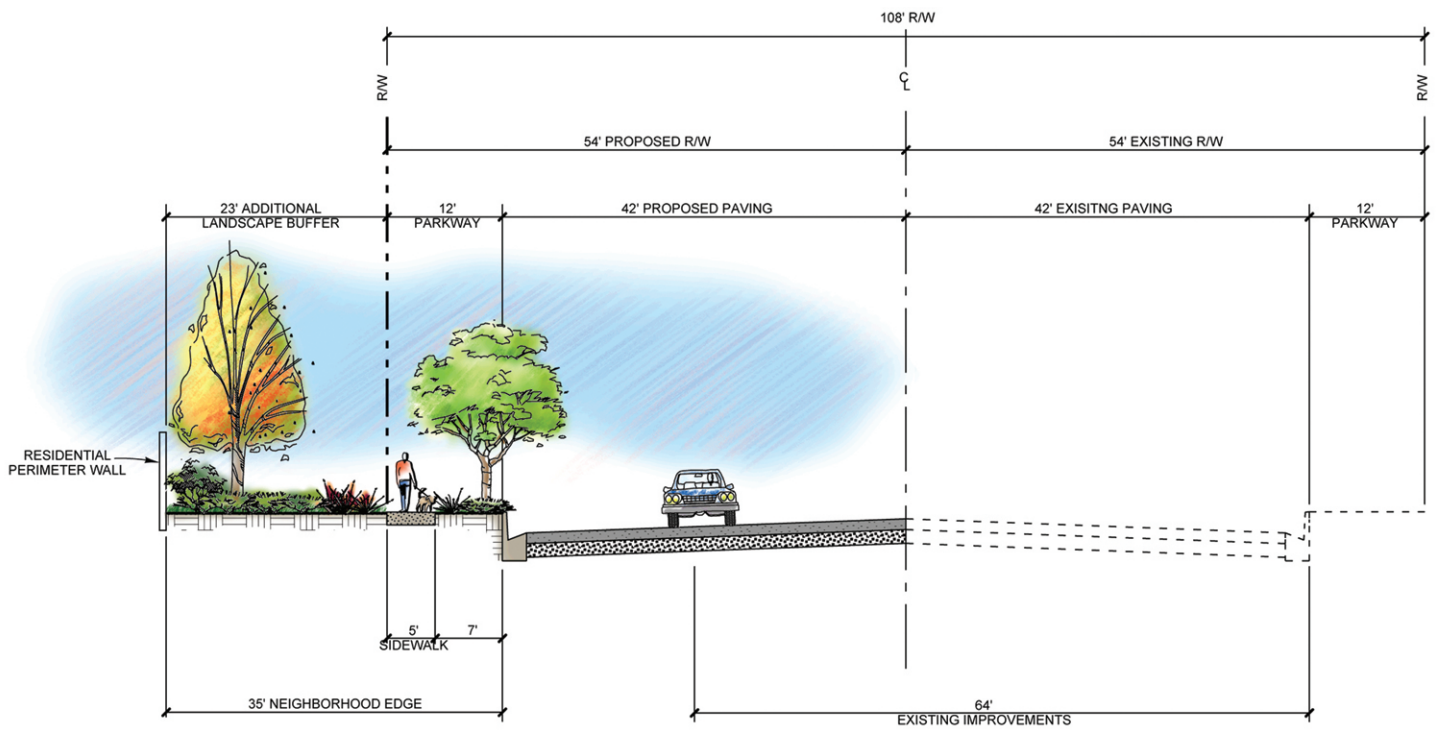 108' R/W
R/W
CL
R/W
54' PROPOSED R/W
54' EXISTING R/W
23' ADDITIONAL
LANDSCAPE BUFFER
12'
PARKWAY
42' PROPOSED PAVING
42' EXISITNG PAVING
12'
PARKWAY
RESIDENTIAL
PERIMETER WALL
5'
SIDEWALK
7'
35' NEIGHBORHOOD EDGE
64'
EXISTING IMPROVEMENTS